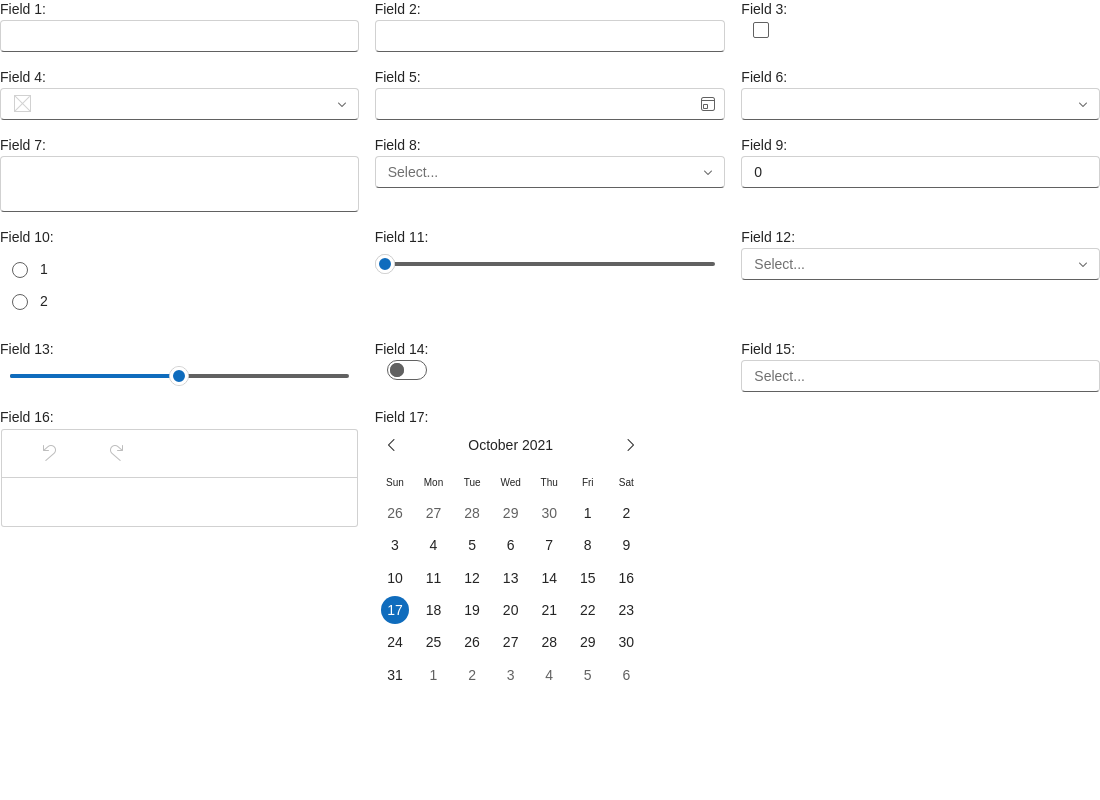 Field 1:
Field 2:
Field 3:
Field 4:
Field 5:
Field 6:
Field 7:
Field 8:
Select...
Field 9:
0
Field 10:
1
2
Field 11:
Field 12:
Select...
Field 13:
Field 14:
Field 15:
Select...
Field 16:
Field 17:
October 2021
Sun Mon Tue Wed Thu Fri Sat
26 27 28 29 30 1 2
3 4 5 6 7 8 9
10 11 12 13 14 15 16
17 18 19 20 21 22 23
24 25 26 27 28 29 30
31 1 2 3 4 5 6